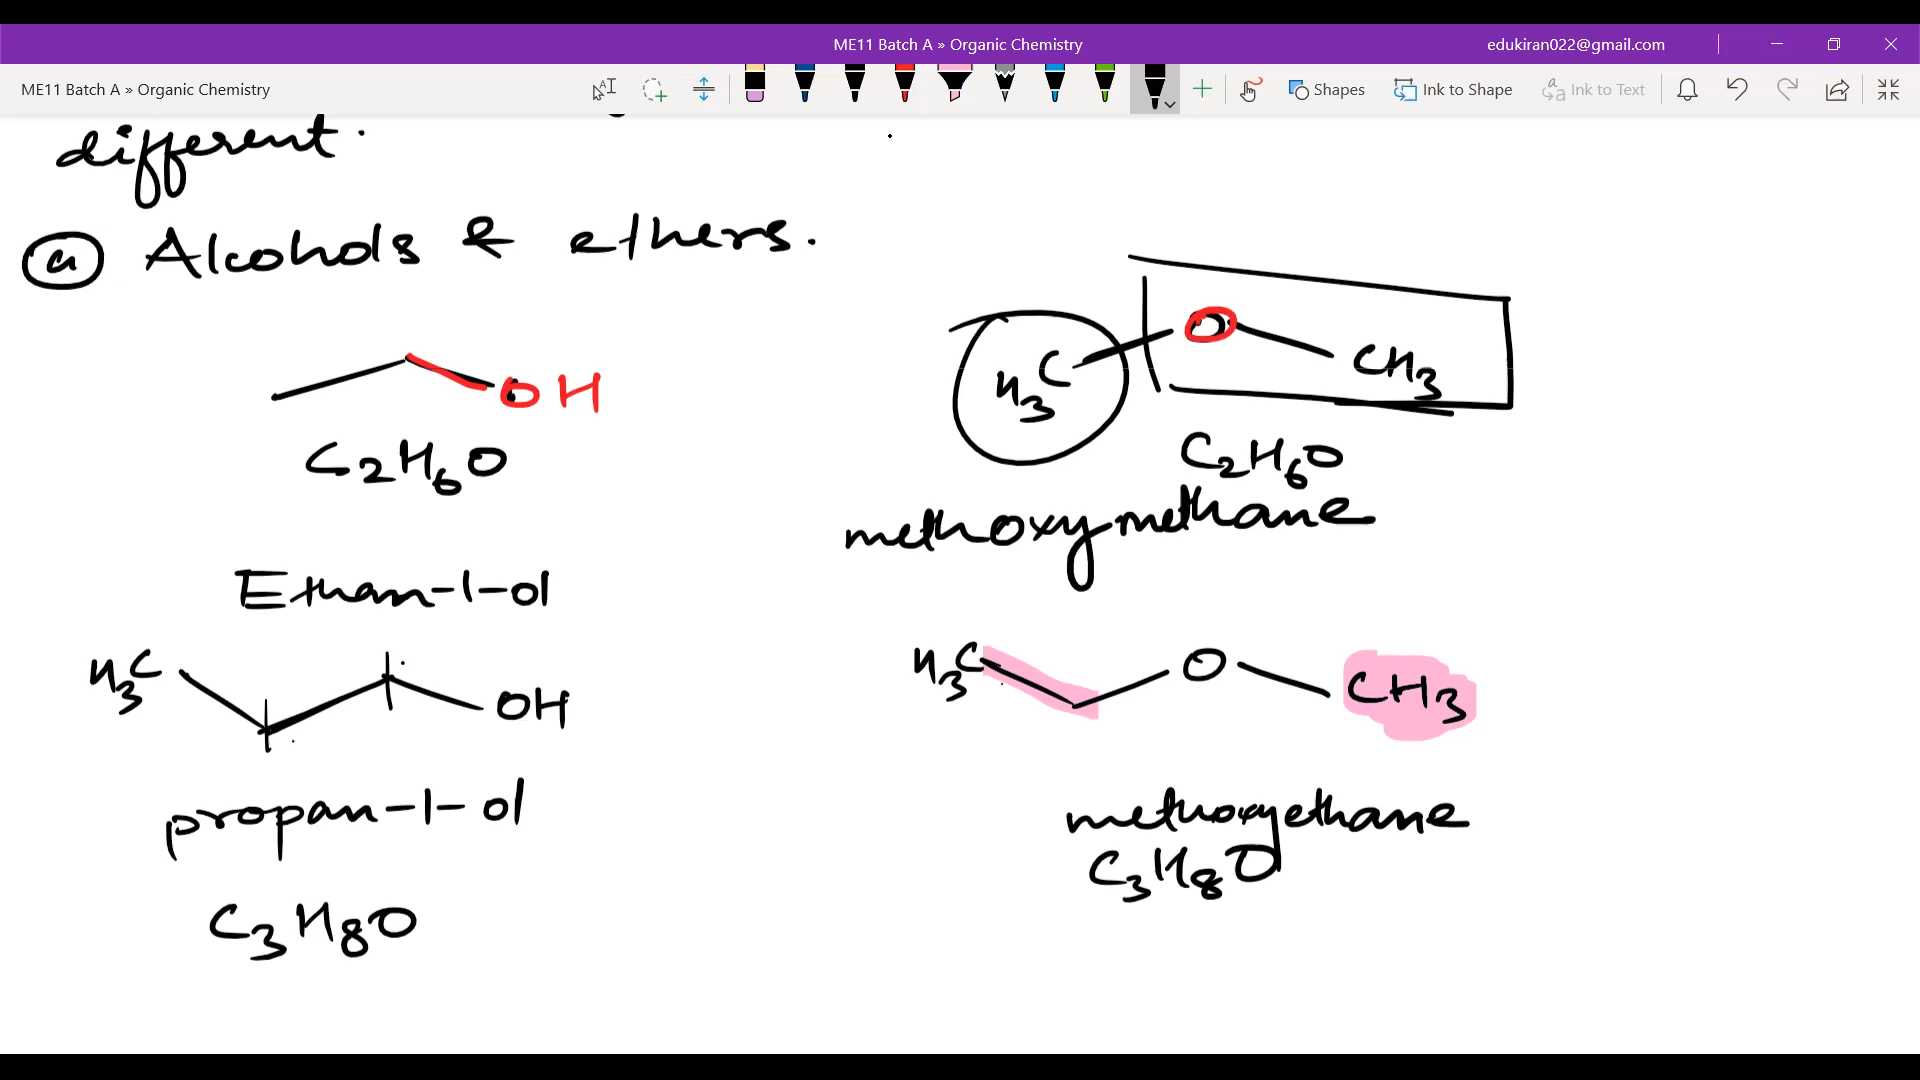 ME11 Batch A » Organic Chemistry
edukiran022@gmail.com
ME11 Batch A » Organic Chemistry
Shapes
Ink to Shape
Ink to Text
different.
(a) Alcohols & ethers.
OH
H3C O CH3
C2H6O
C2H6O
methoxymethane
Ethan-1-ol
H3C OH
H3C O CH3
propan-1-ol
methoxyethane
C3H8O
C3H8O